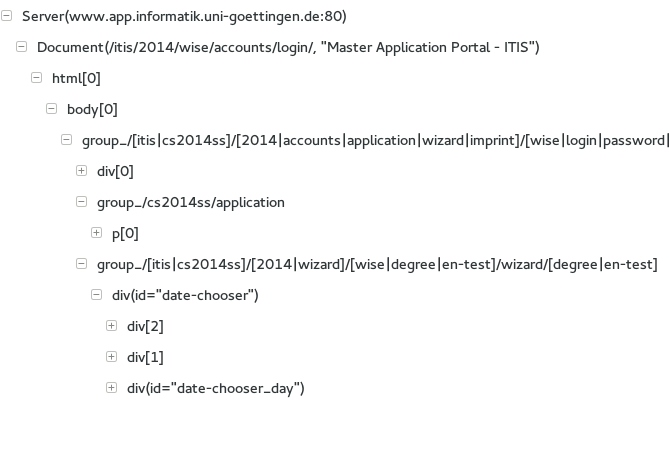 Server(www.app.informatik.uni-goettingen.de:80)
Document(/itis/2014/wise/accounts/login/, "Master Application Portal - ITIS")
html[0]
body[0]
group_/[itis|cs2014ss]/[2014|accounts|application|wizard|imprint]/[wise|login|password|
div[0]
group_/cs2014ss/application
p[0]
group_/[itis|cs2014ss]/[2014|wizard]/[wise|degree|en-test]/wizard/[degree|en-test]
div(id="date-chooser")
div[2]
div[1]
div(id="date-chooser_day")